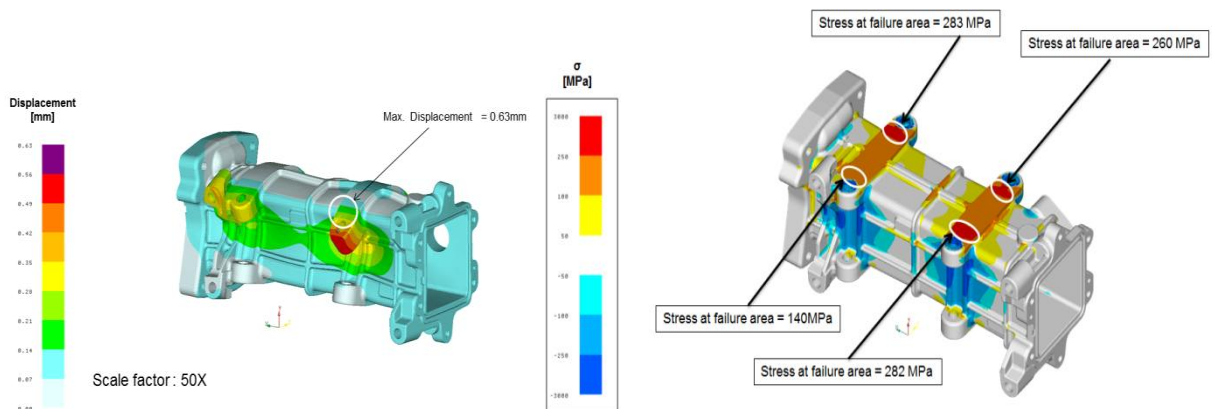 Displacement
[mm]
0.63
0.56
0.49
0.42
0.35
0.28
0.21
0.14
0.07
0.00
Max. Displacement = 0.63mm
Scale factor : 50X
σ
[MPa]
3000
250
100
50
-50
-100
-250
-3000
Stress at failure area = 283 MPa
Stress at failure area = 260 MPa
Stress at failure area = 140MPa
Stress at failure area = 282 MPa